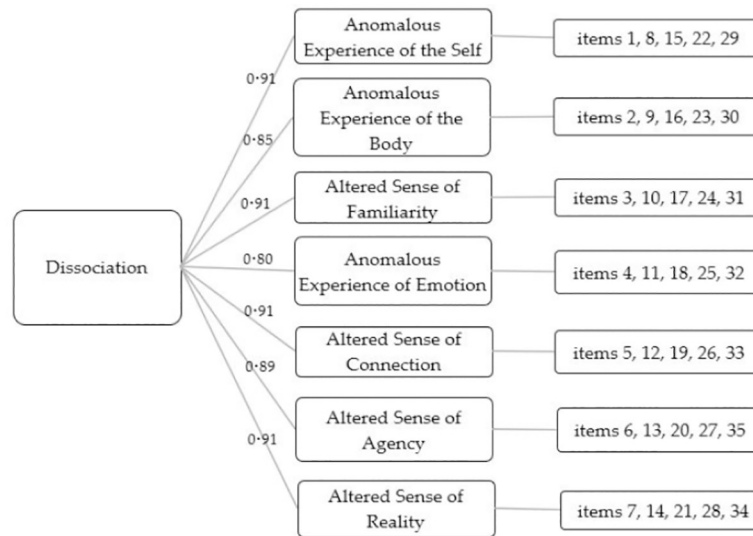 Anomalous
Experience of the Self
items 1, 8, 15, 22, 29
0.91
Anomalous
Experience of the
Body
items 2, 9, 16, 23, 30
0.85
Altered Sense of
Familiarity
items 3, 10, 17, 24, 31
0.91
Dissociation
Anomalous
Experience of Emotion
items 4, 11, 18, 25, 32
0.80
Altered Sense of
Connection
items 5, 12, 19, 26, 33
0.91
Altered Sense of
Agency
items 6, 13, 20, 27, 35
0.89
Altered Sense of
Reality
items 7, 14, 21, 28, 34
0.91